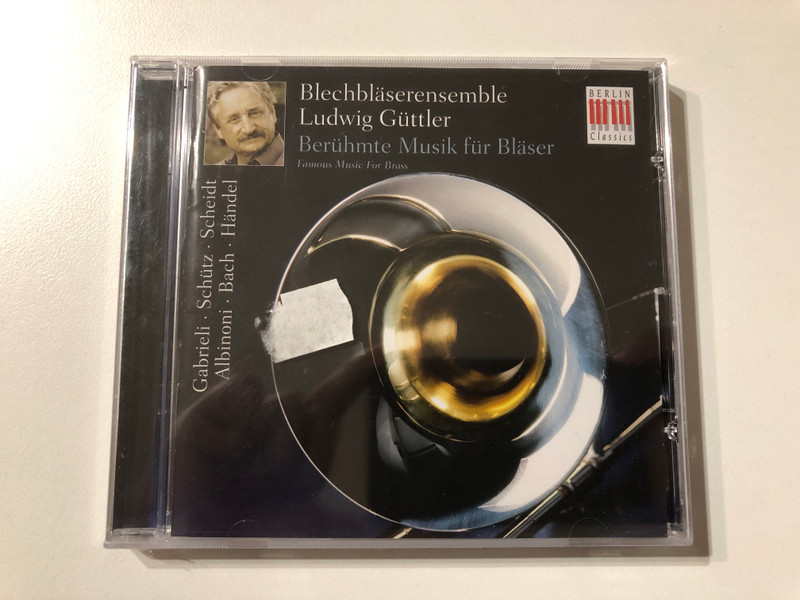 Blechbläserensemble
Ludwig Güttler
Berühmte Musik für Bläser
Famous Music For Brass
BERLIN
Classics
Gabrieli · Schütz · Scheidt
Albinoni · Bach · Händel